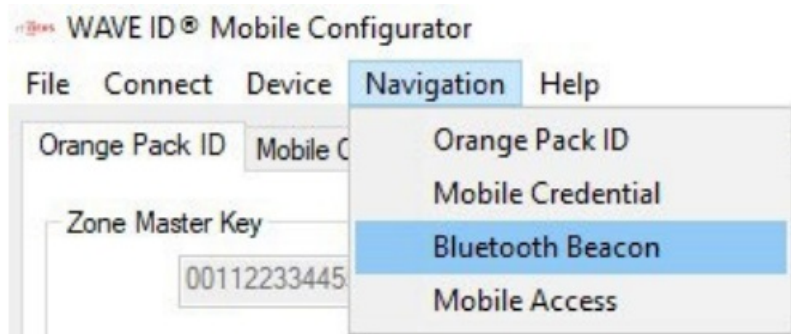 WAVE ID® Mobile Configurator
File Connect Device Navigation Help
Orange Pack ID Mobile C
Orange Pack ID
Mobile Credential
Zone Master Key
Bluetooth Beacon
00112233445
Mobile Access